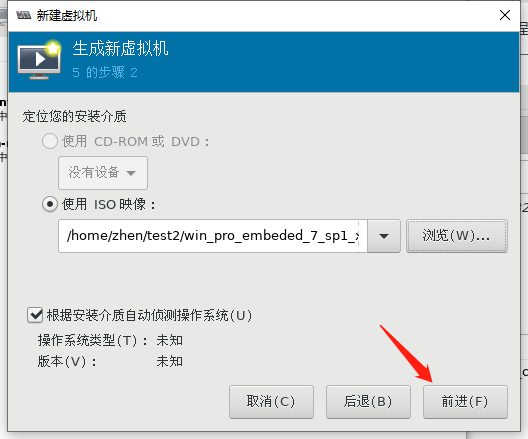 新建虚拟机
生成新虚拟机
5 的步骤 2
定位您的安装介质
使用 CD-ROM 或 DVD：
没有设备
使用 ISO 映像：
/home/zhen/test2/win_pro_embeded_7_sp1_x
浏览(W)...
根据安装介质自动侦测操作系统(U)
操作系统类型(T)： 未知
版本(V)： 未知
取消(C) 后退(B) 前进(F)